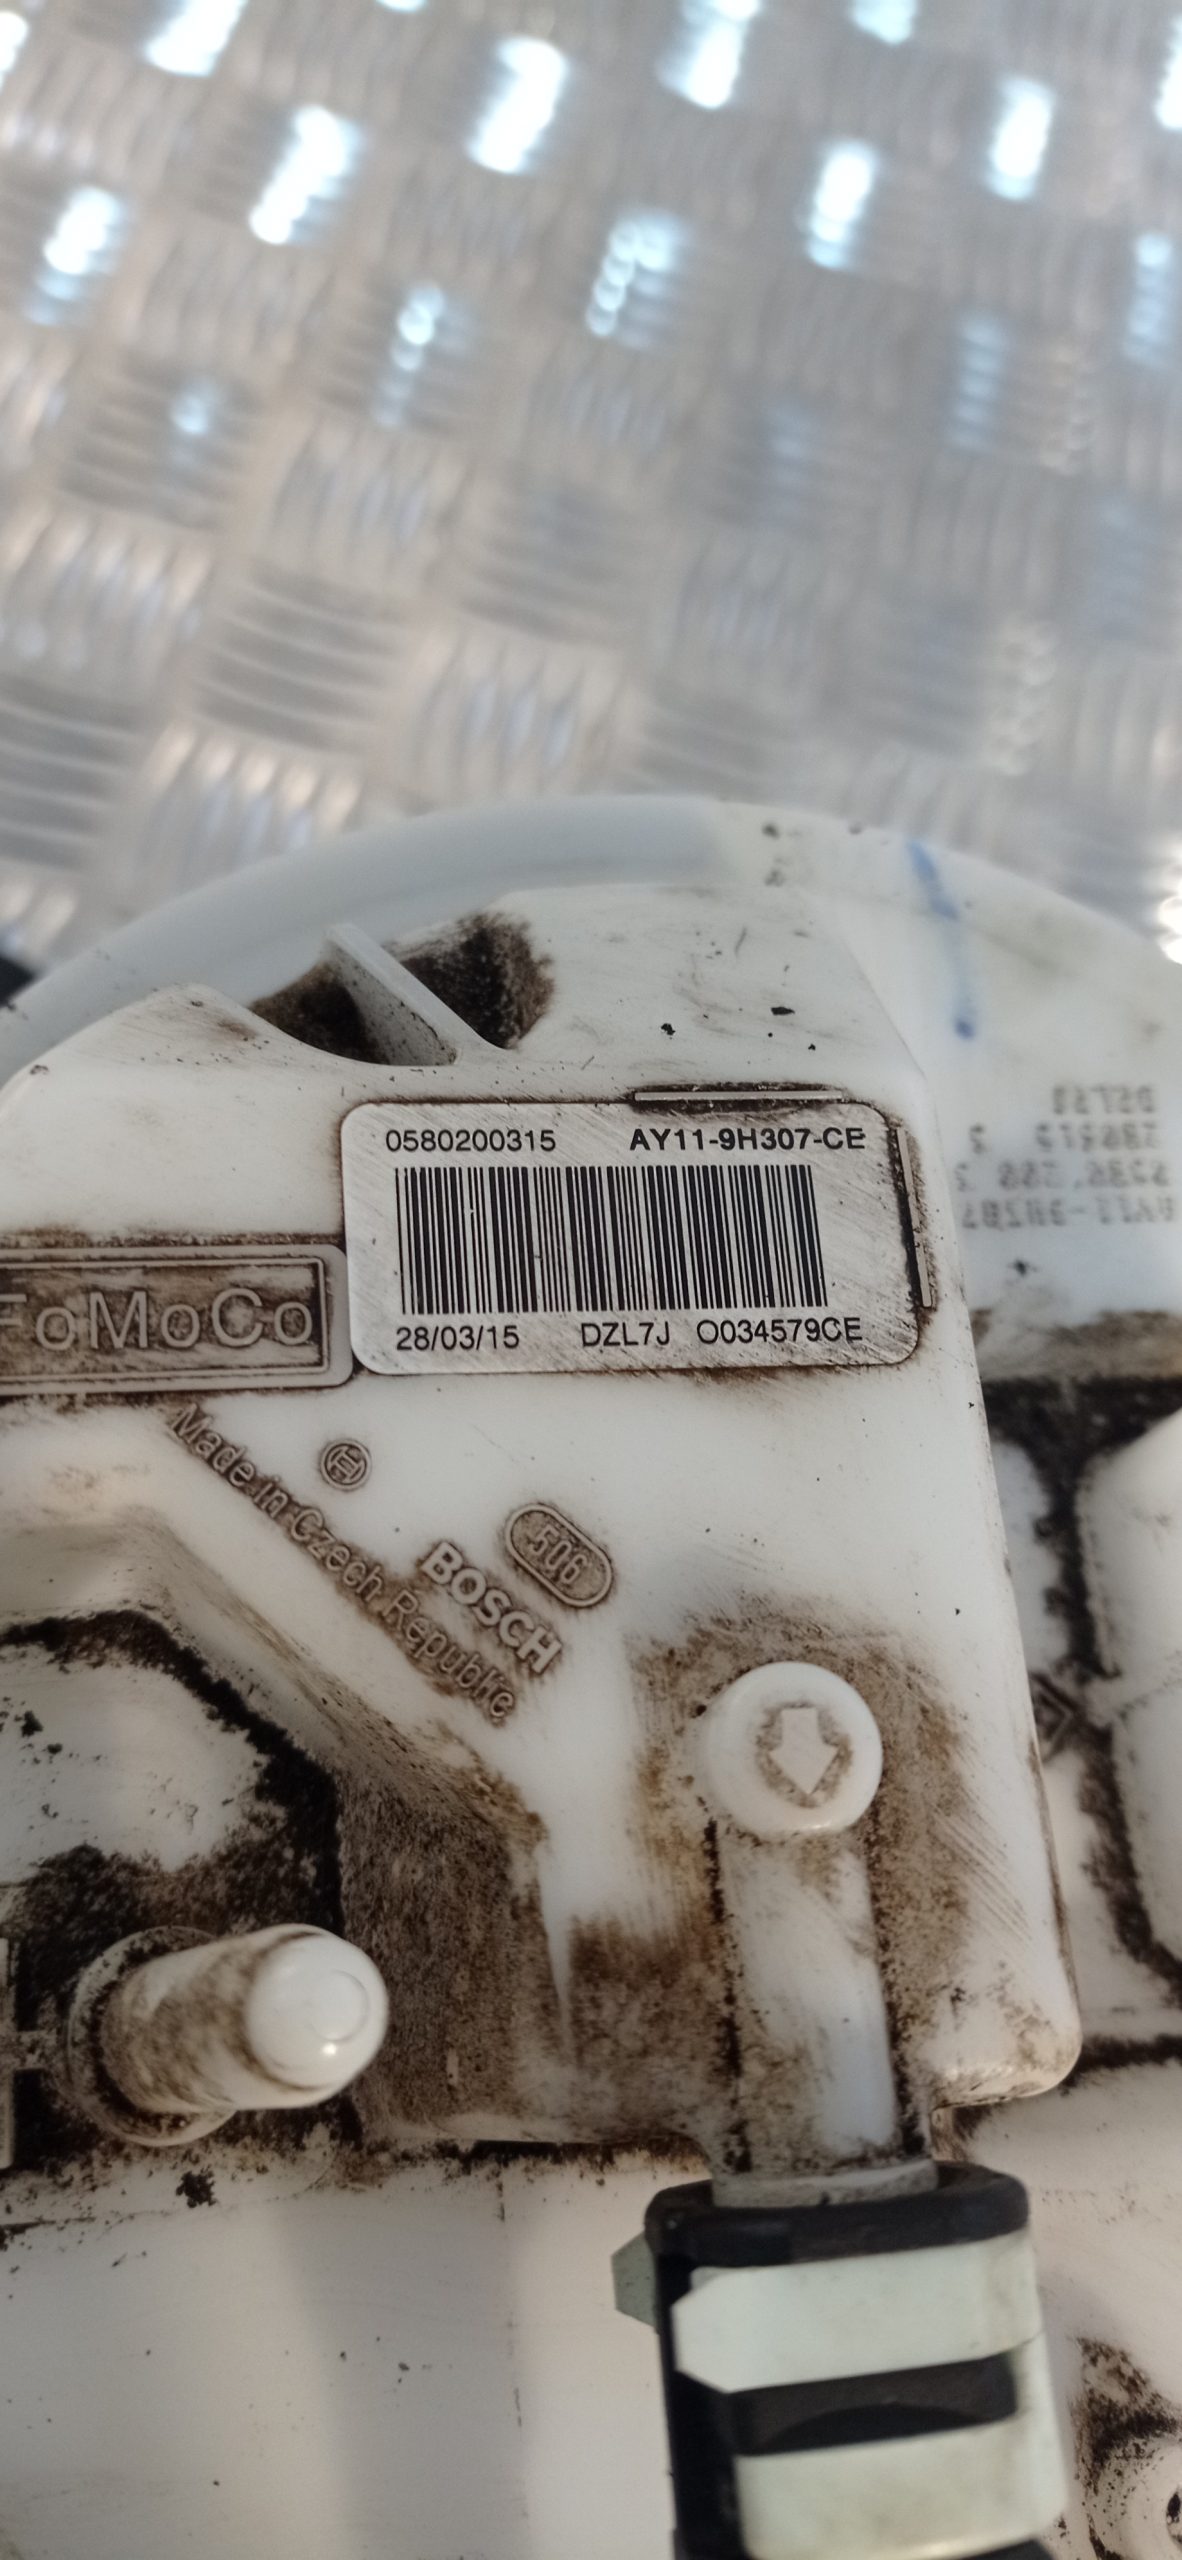 0580200315 AY11-9H307-CE
28/03/15 DZL7J O034579CE
FoMoCo
Made in Czech Republic
BOSCH
506